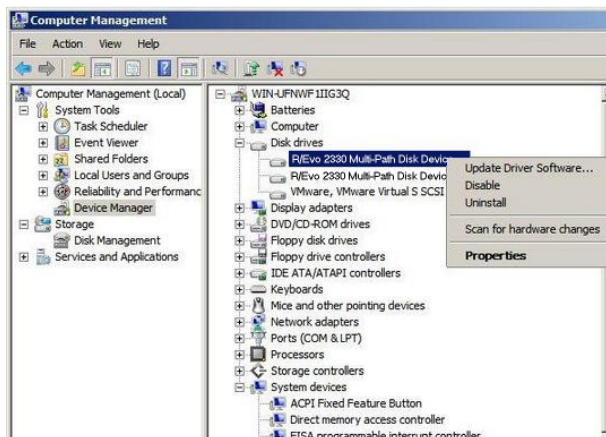 Computer Management
File Action View Help
Computer Management (Local)
System Tools
Task Scheduler
Event Viewer
Shared Folders
Local Users and Groups
Reliability and Performanc
Device Manager
Storage
Disk Management
Services and Applications
WIN-UFNWF1IIG3Q
Batteries
Computer
Disk drives
R/Evo 2330 Multi-Path Disk Device
R/Evo 2330 Multi-Path Disk Devic
VMware, VMware Virtual S SCSI
Display adapters
DVD/CD-ROM drives
Floppy disk drives
Floppy drive controllers
IDE ATA/ATAPI controllers
Keyboards
Mice and other pointing devices
Network adapters
Ports (COM & LPT)
Processors
Storage controllers
System devices
ACPI Fixed Feature Button
Direct memory access controller
EISA programmable interrupt controller
Update Driver Software...
Disable
Uninstall
Scan for hardware changes
Properties